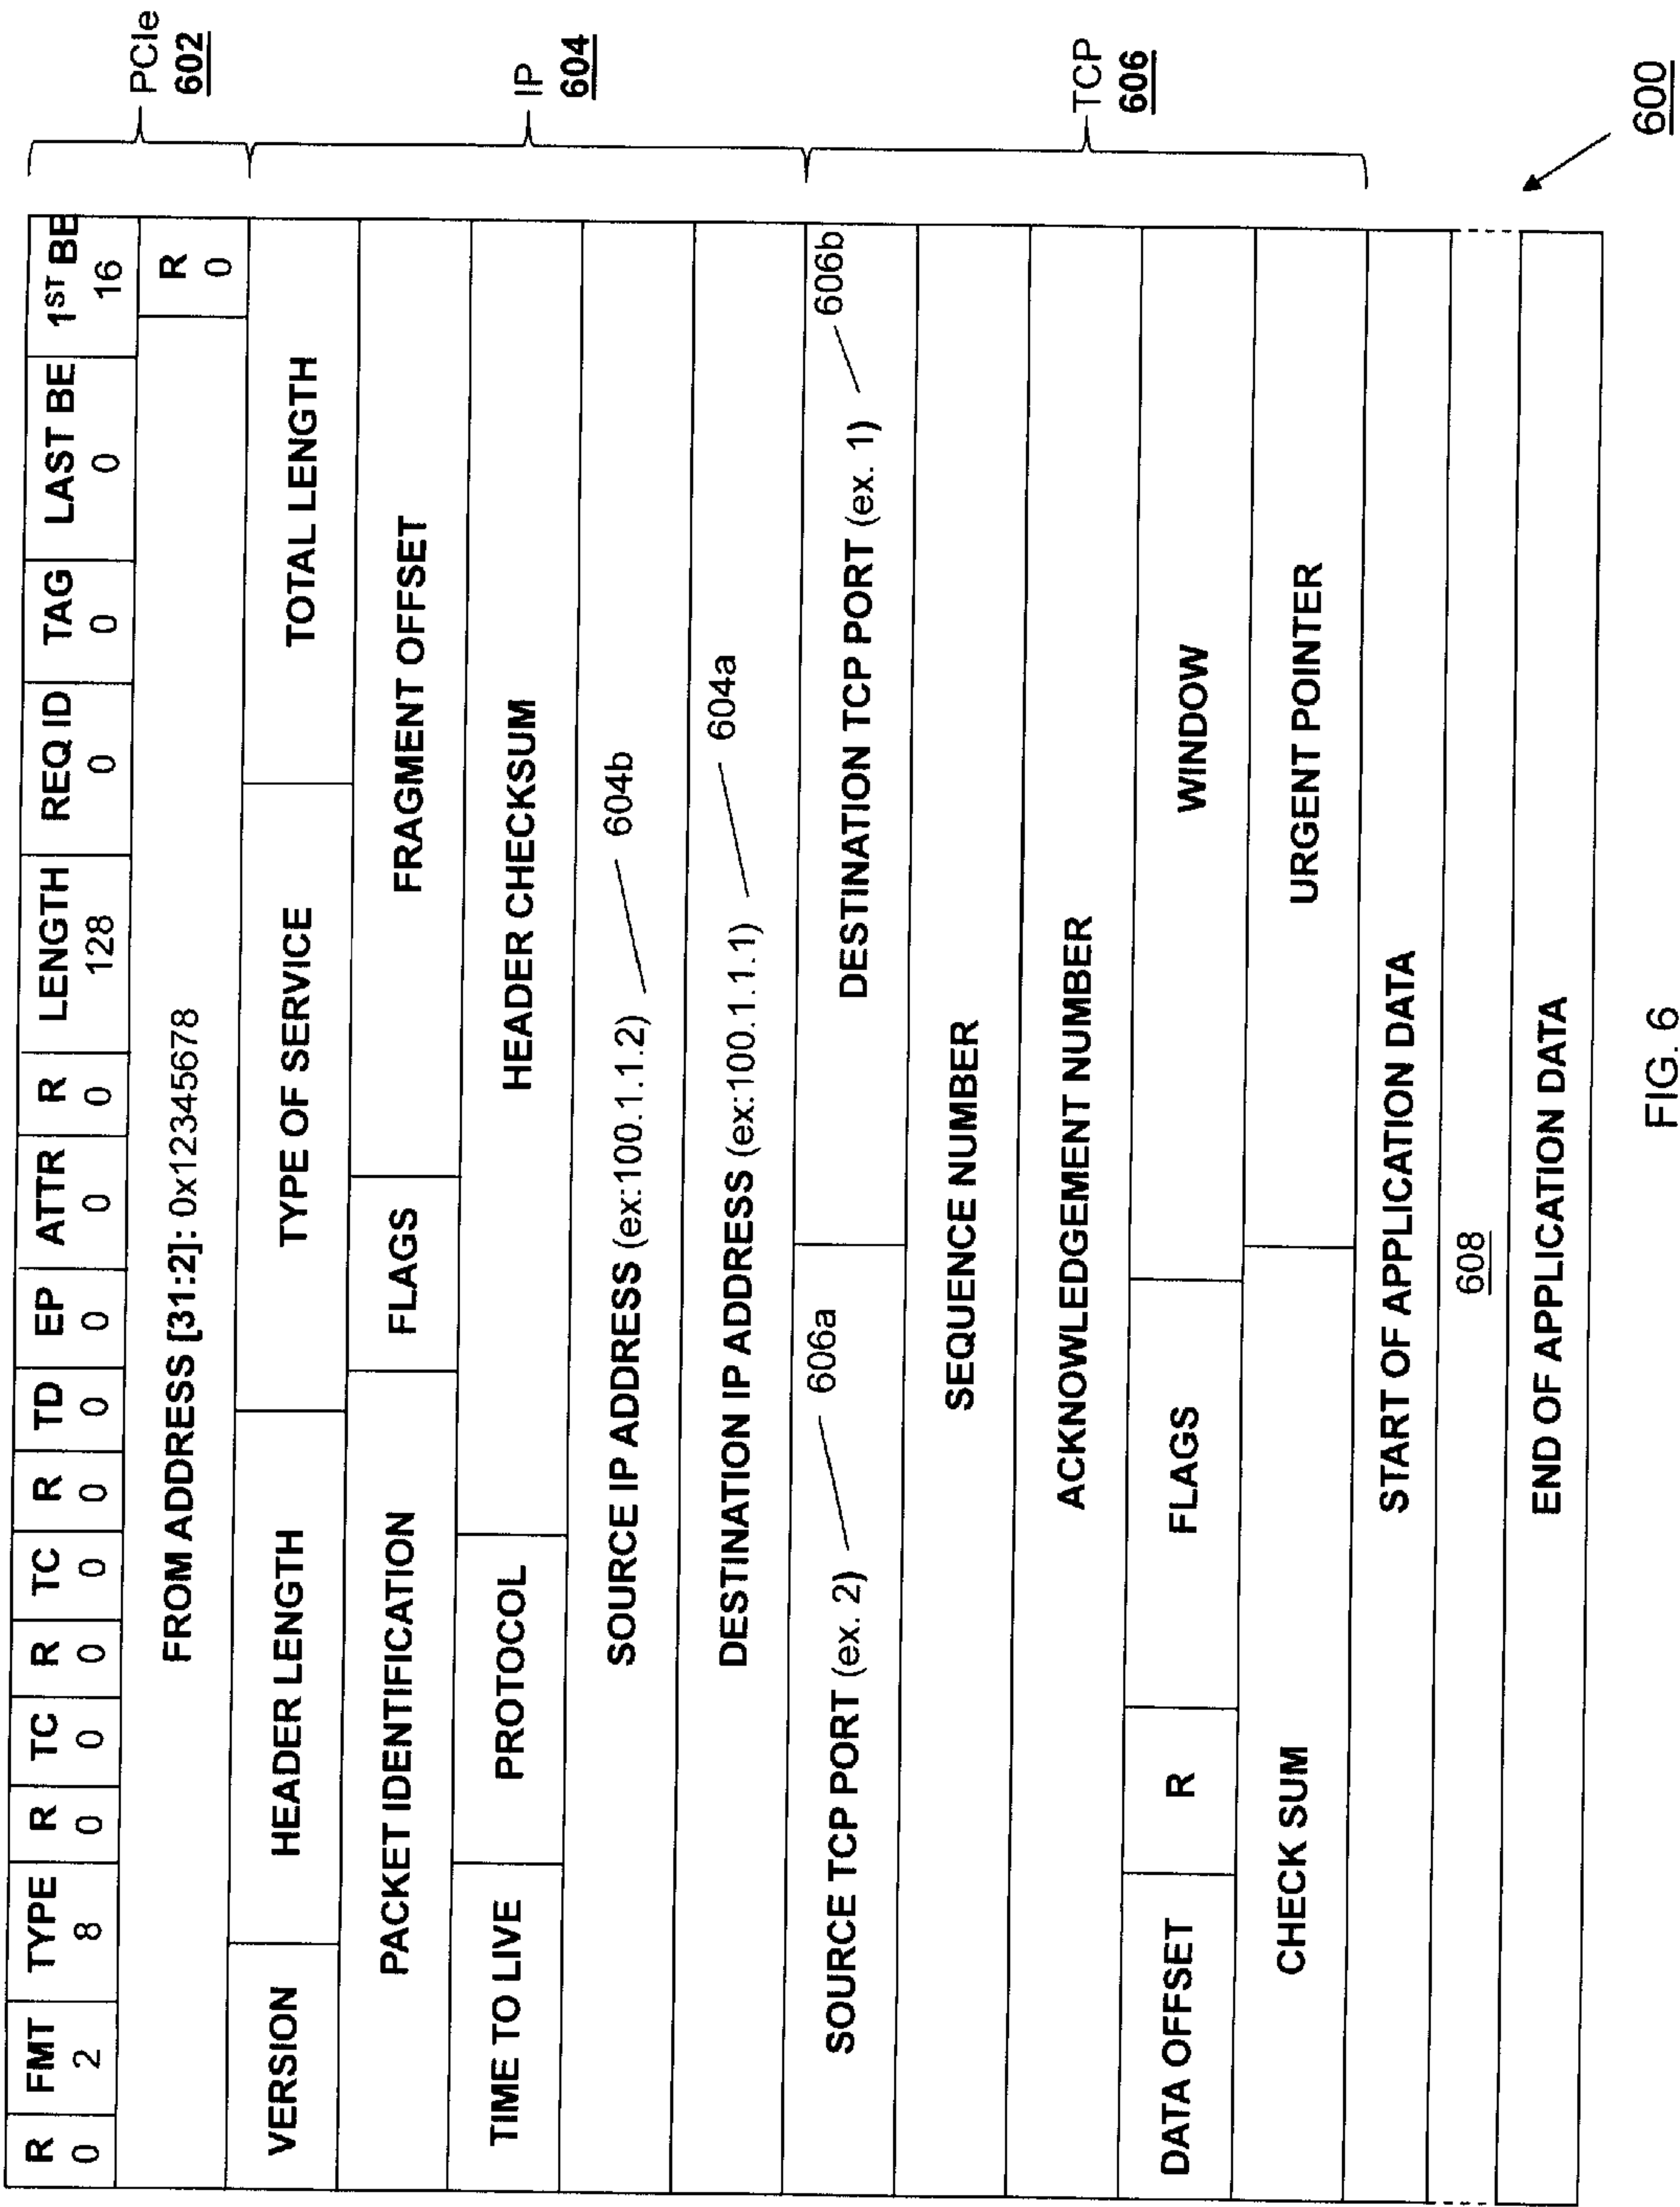 R FMT TYPE R TC R TC R TD EP ATTR R LENGTH REQ ID TAG LAST BE 1ST BE
0 2 8 0 0 0 0 0 0 0 0 0 128 0 0 0 16
FROM ADDRESS [31:2]: 0x12345678 R
0
PCIe
602
VERSION HEADER LENGTH TYPE OF SERVICE TOTAL LENGTH
PACKET IDENTIFICATION FLAGS FRAGMENT OFFSET
TIME TO LIVE PROTOCOL HEADER CHECKSUM
SOURCE IP ADDRESS (ex:100.1.1.2) 604b
DESTINATION IP ADDRESS (ex:100.1.1.1) 604a
IP
604
SOURCE TCP PORT (ex. 2) 606a DESTINATION TCP PORT (ex. 1) 606b
SEQUENCE NUMBER
ACKNOWLEDGEMENT NUMBER
DATA OFFSET R FLAGS WINDOW
CHECK SUM URGENT POINTER
TCP
606
START OF APPLICATION DATA
608
END OF APPLICATION DATA
600
FIG. 6